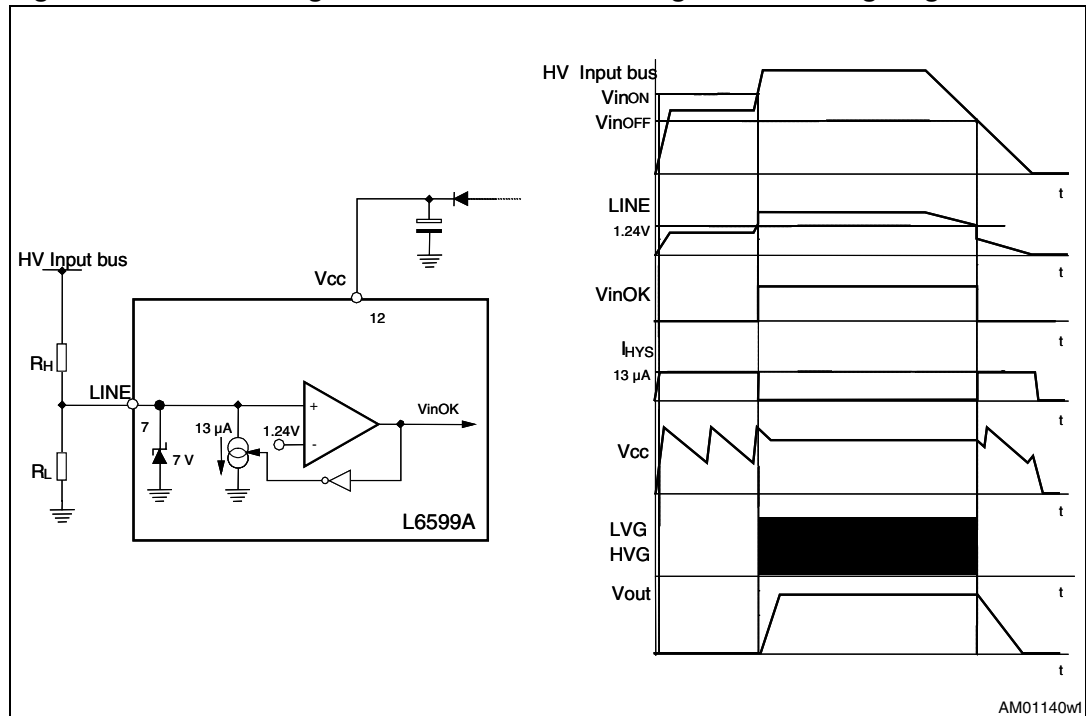 HV Input bus
RH
RL
LINE
7
7 V
13 µA
1.24V
+
-
VinOK
Vcc
12
L6599A
HV Input bus
VinON
VinOFF
t
LINE
1.24V
t
VinOK
t
IHYS
13 µA
t
Vcc
t
LVG
HVG
t
Vout
t
AM01140w1